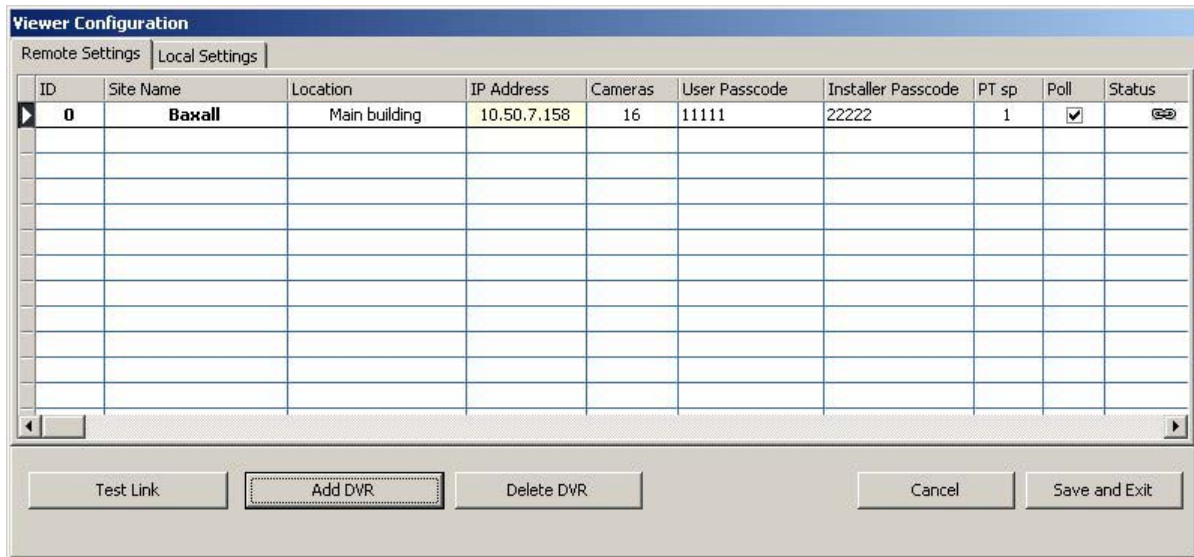 Viewer Configuration
Remote Settings Local Settings
ID Site Name Location IP Address Cameras User Passcode Installer Passcode PT sp Poll Status
0 Baxall Main building 10.50.7.158 16 11111 22222 1
Test Link Add DVR Delete DVR Cancel Save and Exit